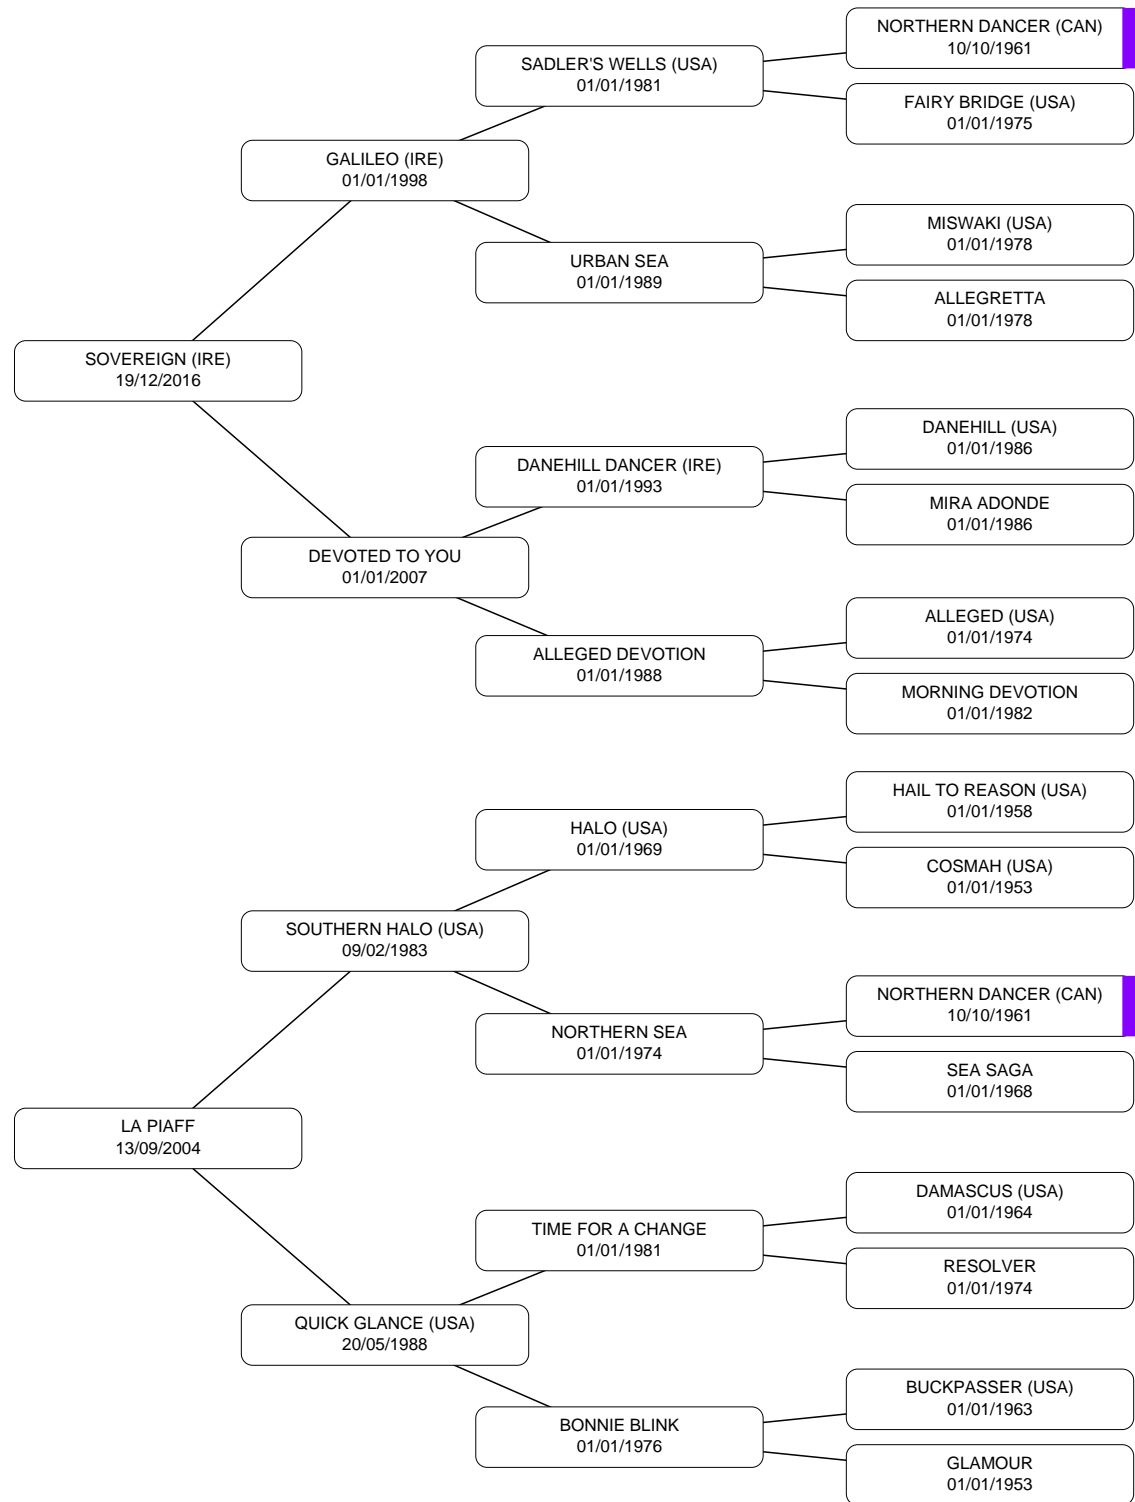 NORTHERN DANCER (CAN)
10/10/1961
SADLER'S WELLS (USA)
01/01/1981
FAIRY BRIDGE (USA)
01/01/1975
GALILEO (IRE)
01/01/1998
MISWAKI (USA)
01/01/1978
URBAN SEA
01/01/1989
ALLEGRETTA
01/01/1978
SOVEREIGN (IRE)
19/12/2016
DANEHILL (USA)
01/01/1986
DANEHILL DANCER (IRE)
01/01/1993
MIRA ADONDE
01/01/1986
DEVOTED TO YOU
01/01/2007
ALLEGED (USA)
01/01/1974
ALLEGED DEVOTION
01/01/1988
MORNING DEVOTION
01/01/1982
HAIL TO REASON (USA)
01/01/1958
HALO (USA)
01/01/1969
COSMAH (USA)
01/01/1953
SOUTHERN HALO (USA)
09/02/1983
NORTHERN DANCER (CAN)
10/10/1961
NORTHERN SEA
01/01/1974
SEA SAGA
01/01/1968
LA PIAFF
13/09/2004
DAMASCUS (USA)
01/01/1964
TIME FOR A CHANGE
01/01/1981
RESOLVER
01/01/1974
QUICK GLANCE (USA)
20/05/1988
BUCKPASSER (USA)
01/01/1963
BONNIE BLINK
01/01/1976
GLAMOUR
01/01/1953